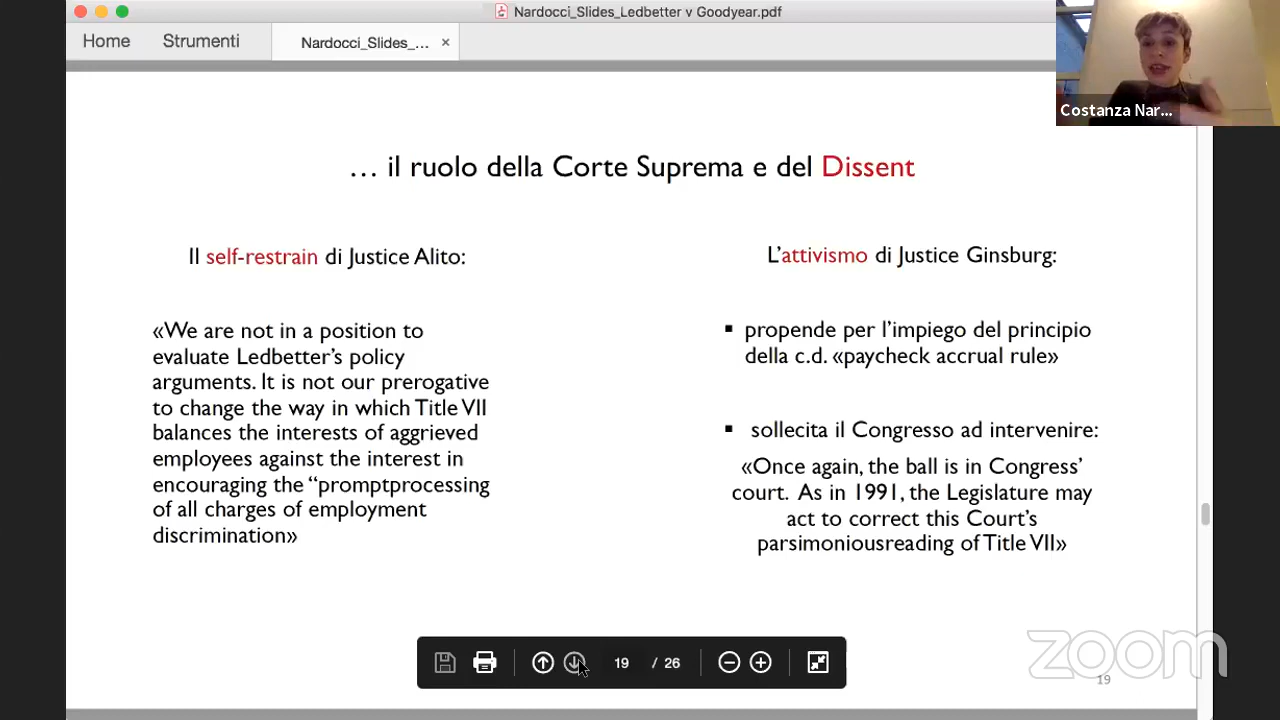 Nardocci_Slides_Ledbetter v Goodyear.pdf
Home
Strumenti
Nardocci_Slides_... ×
Costanza Nar...
... il ruolo della Corte Suprema e del Dissent
Il self-restrain di Justice Alito:
«We are not in a position to
evaluate Ledbetter's policy
arguments. It is not our prerogative
to change the way in which Title VII
balances the interests of aggrieved
employees against the interest in
encouraging the “promptprocessing
of all charges of employment
discrimination»
L'attivismo di Justice Ginsburg:
▪ propende per l'impiego del principio
della c.d. «paycheck accrual rule»
▪ sollecita il Congresso ad intervenire:
«Once again, the ball is in Congress'
court. As in 1991, the Legislature may
act to correct this Court's
parsimoniousreading of Title VII»
19 / 26
zoom
19